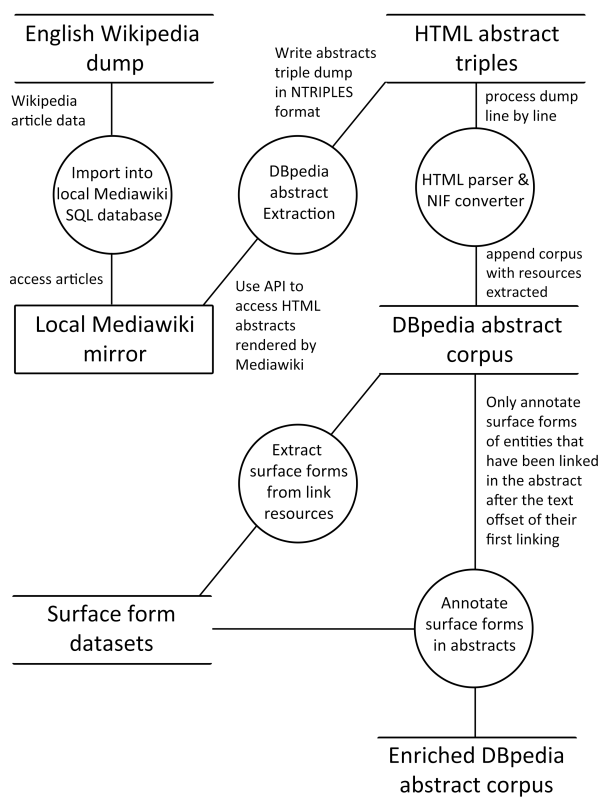 English Wikipedia
dump
Wikipedia
article data
Import into
local Mediawiki
SQL database
access articles
Local Mediawiki
mirror
Use API to
access HTML
abstracts
rendered by
Mediawiki
DBpedia
abstract
Extraction
Write abstracts
triple dump
in NTRIPLES
format
HTML abstract
triples
process dump
line by line
HTML parser &
NIF converter
append corpus
with resources
extracted
DBpedia abstract
corpus
Extract
surface forms
from link
resources
Surface form
datasets
Only annotate
surface forms
of entities that
have been linked
in the abstract
after the text
offset of their
first linking
Annotate
surface forms
in abstracts
Enriched DBpedia
abstract corpus